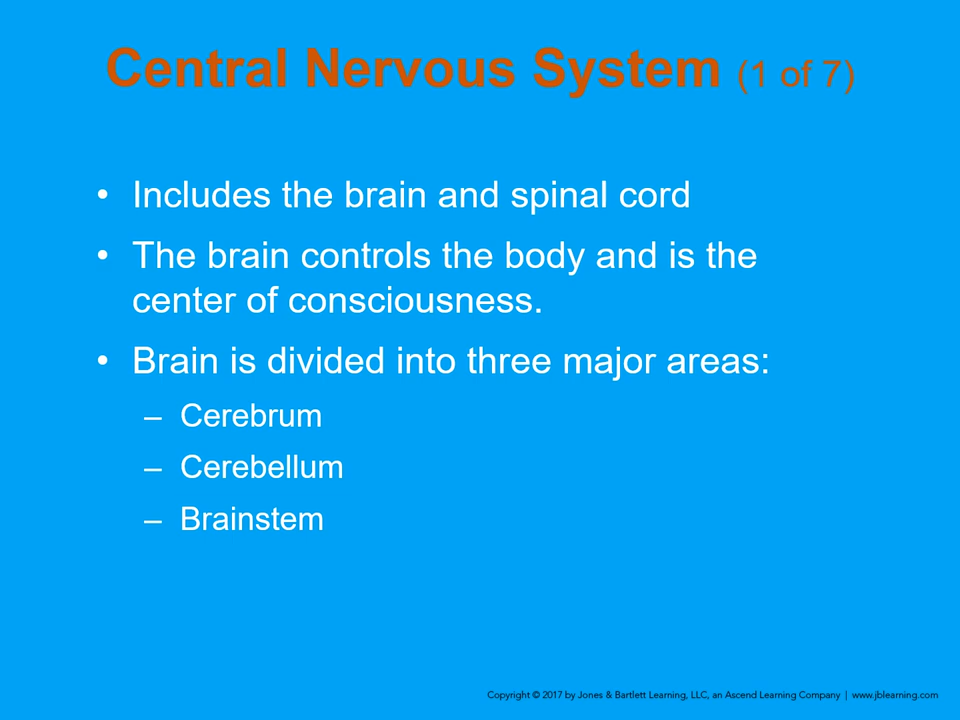 Central Nervous System (1 of 7)
• Includes the brain and spinal cord
• The brain controls the body and is the
center of consciousness.
• Brain is divided into three major areas:
– Cerebrum
– Cerebellum
– Brainstem
Copyright © 2017 by Jones & Bartlett Learning, LLC, an Ascend Learning Company | www.jblearning.com